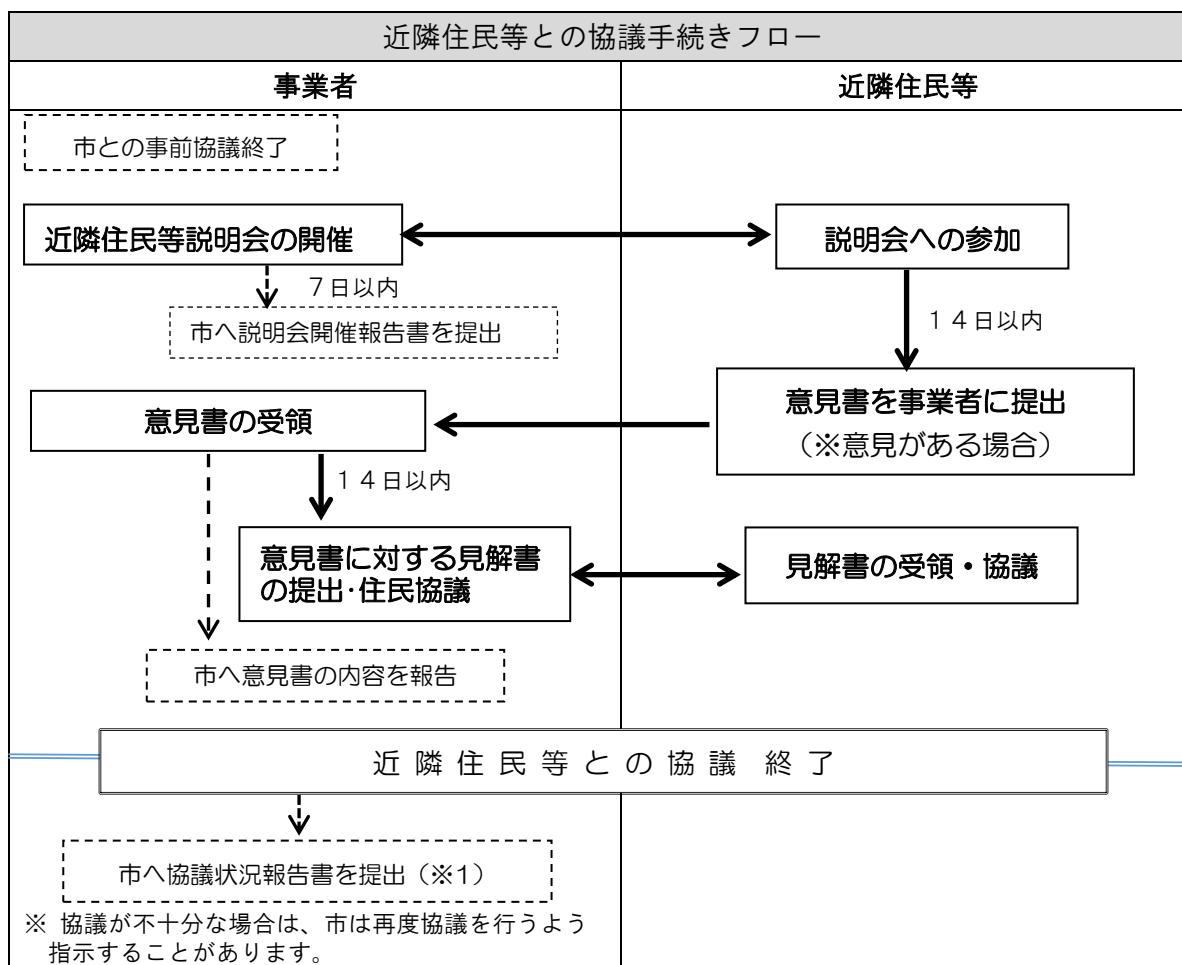 近隣住民等との協議手続きフロー
事業者
近隣住民等
市との事前協議終了
近隣住民等説明会の開催
説明会への参加
７日以内
市へ説明会開催報告書を提出
１４日以内
意見書を事業者に提出
（※意見がある場合）
意見書の受領
１４日以内
意見書に対する見解書
の提出・住民協議
見解書の受領・協議
市へ意見書の内容を報告
近隣住民等との協議 終了
市へ協議状況報告書を提出（※1）
※ 協議が不十分な場合は、市は再度協議を行うよう
指示することがあります。